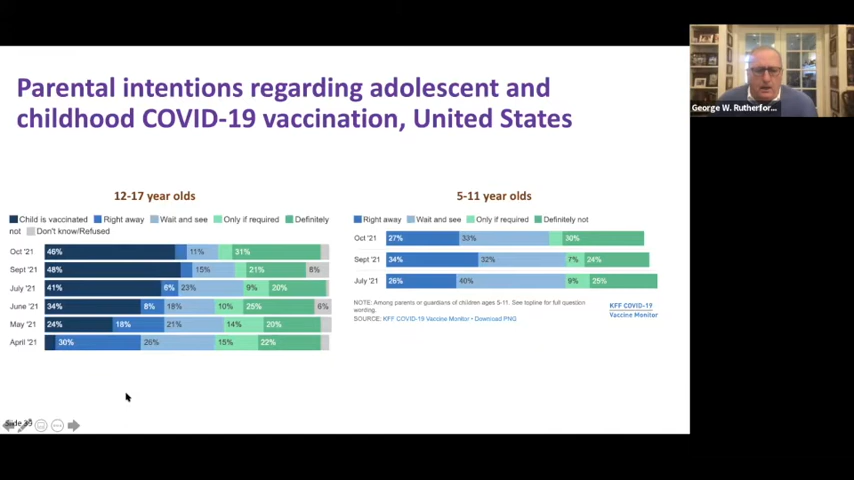 Parental intentions regarding adolescent and
childhood COVID-19 vaccination, United States
12-17 year olds
Child is vaccinated Right away Wait and see Only if required Definitely
not Don't know/Refused
Oct '21 46% 11% 31%
Sept '21 48% 15% 21% 8%
July '21 41% 6% 23% 9% 20%
June '21 34% 8% 18% 10% 25% 6%
May '21 24% 18% 21% 14% 20%
April '21 30% 26% 15% 22%
5-11 year olds
Right away Wait and see Only if required Definitely not
Oct '21 27% 33% 30%
Sept '21 34% 32% 7% 24%
July '21 26% 40% 9% 25%
NOTE: Among parents or guardians of children ages 5-11. See topline for full question
wording.
SOURCE: KFF COVID-19 Vaccine Monitor • Download PNG
KFF COVID-19
Vaccine Monitor
Slide 39
George W. Rutherfor...